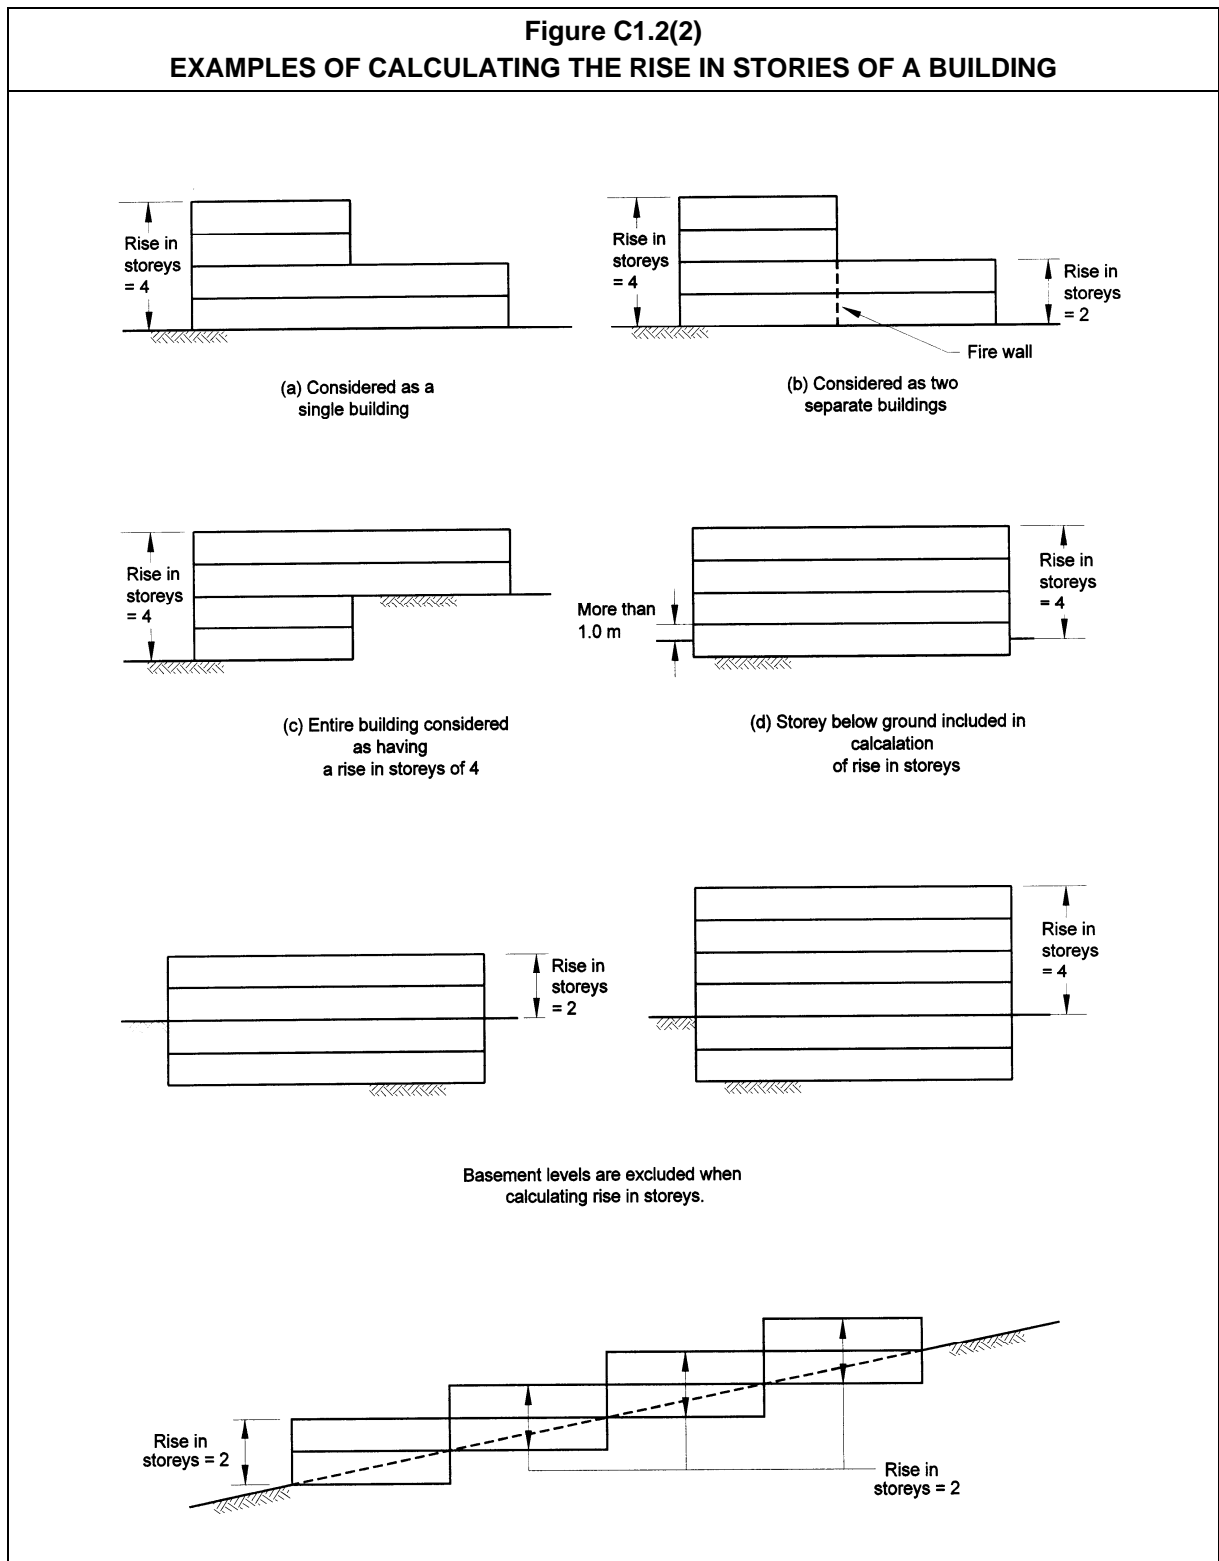 Figure C1.2(2)
EXAMPLES OF CALCULATING THE RISE IN STORIES OF A BUILDING
Rise in
storeys
= 4
(a) Considered as a
single building
Rise in
storeys
= 4
Rise in
storeys
= 2
Fire wall
(b) Considered as two
separate buildings
Rise in
storeys
= 4
(c) Entire building considered
as having
a rise in storeys of 4
More than
1.0 m
Rise in
storeys
= 4
(d) Storey below ground included in
calcalation
of rise in storeys
Rise in
storeys
= 2
Rise in
storeys
= 4
Basement levels are excluded when
calculating rise in storeys.
Rise in
storeys = 2
Rise in
storeys = 2